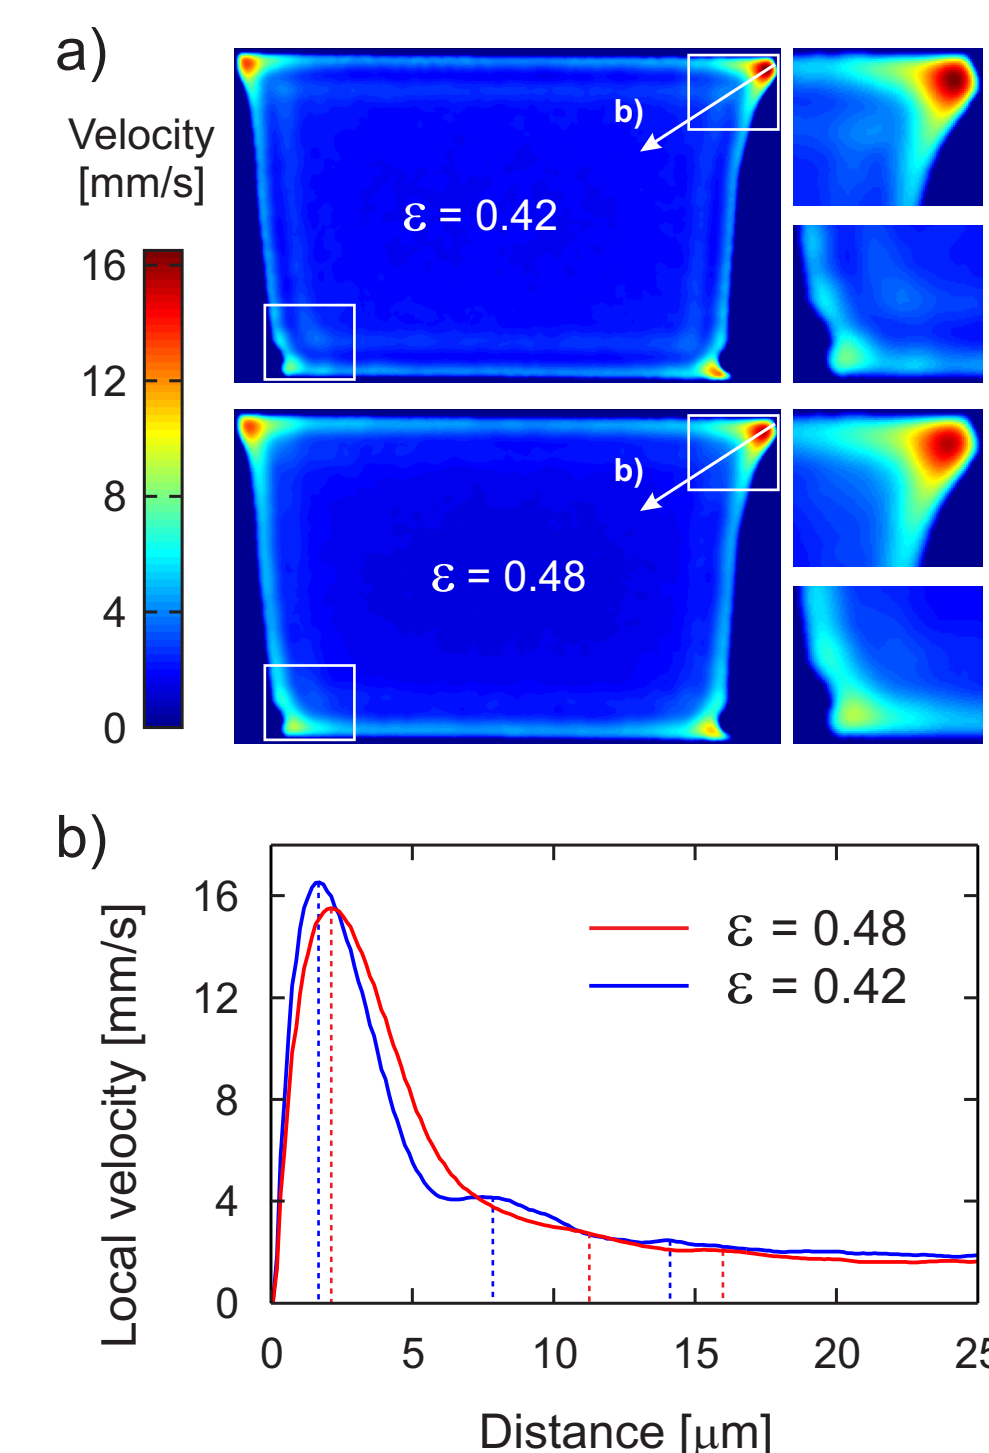 a)
Velocity
[mm/s]
16
12
8
4
0
b)
ε = 0.42
b)
ε = 0.48
b)
Local velocity [mm/s]
16
12
8
4
0
ε = 0.48
ε = 0.42
0 5 10 15 20 25
Distance [μm]